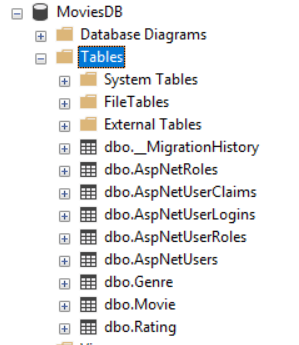 MoviesDB
Database Diagrams
Tables
System Tables
FileTables
External Tables
dbo.__MigrationHistory
dbo.AspNetRoles
dbo.AspNetUserClaims
dbo.AspNetUserLogins
dbo.AspNetUserRoles
dbo.AspNetUsers
dbo.Genre
dbo.Movie
dbo.Rating